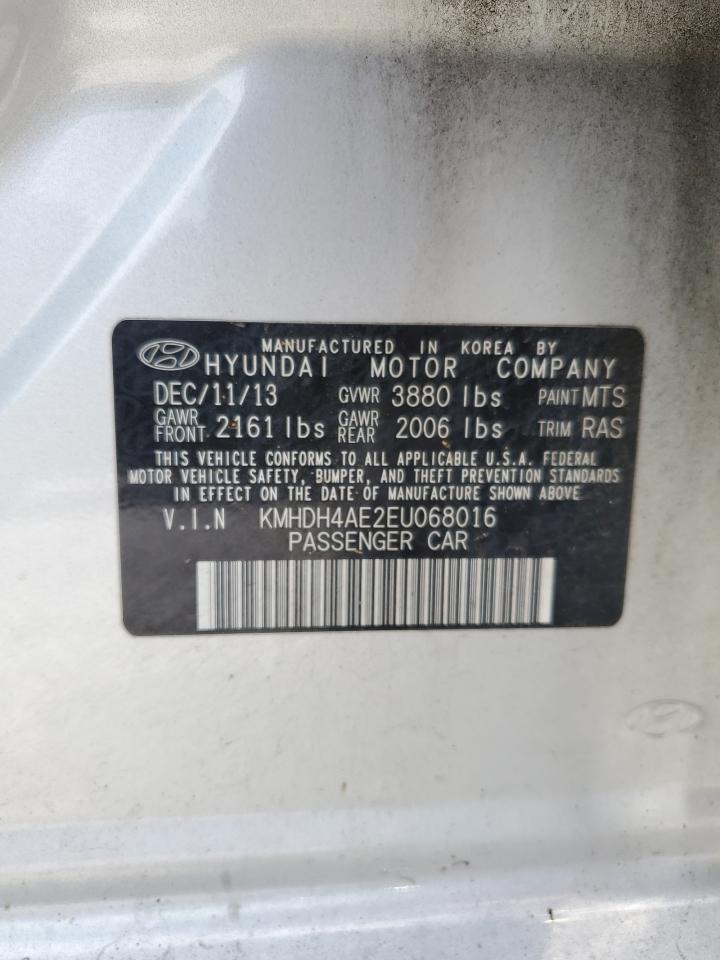 MANUFACTURED IN KOREA BY
HYUNDAI MOTOR COMPANY
DEC/11/13 GVWR 3880 lbs PAINT MTS
GAWR FRONT 2161 lbs GAWR REAR 2006 lbs TRIM RAS
THIS VEHICLE CONFORMS TO ALL APPLICABLE U.S.A. FEDERAL
MOTOR VEHICLE SAFETY, BUMPER, AND THEFT PREVENTION STANDARDS
IN EFFECT ON THE DATE OF MANUFACTURE SHOWN ABOVE
V.I.N KMHDH4AE2EU068016
PASSENGER CAR